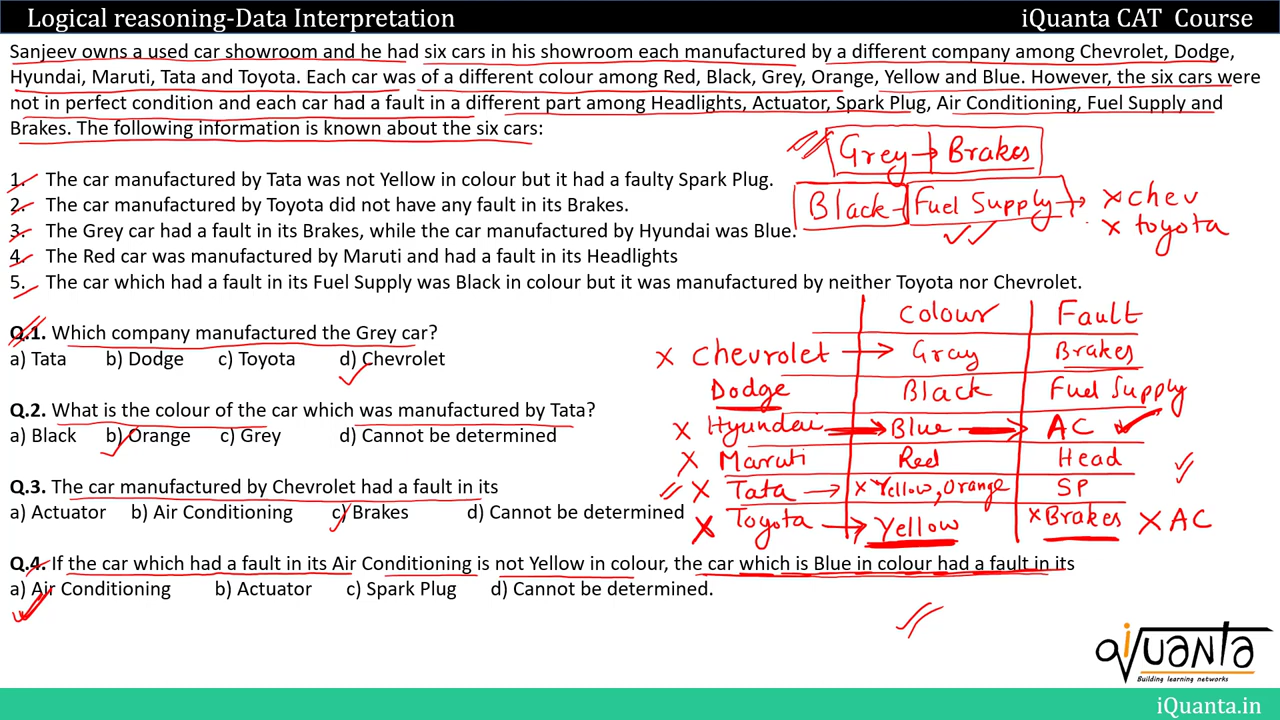 Logical reasoning-Data Interpretation
iQuanta CAT Course
Sanjeev owns a used car showroom and he had six cars in his showroom each manufactured by a different company among Chevrolet, Dodge,
Hyundai, Maruti, Tata and Toyota. Each car was of a different colour among Red, Black, Grey, Orange, Yellow and Blue. However, the six cars were
not in perfect condition and each car had a fault in a different part among Headlights, Actuator, Spark Plug, Air Conditioning, Fuel Supply and
Brakes. The following information is known about the six cars:
Grey → Brakes
1. The car manufactured by Tata was not Yellow in colour but it had a faulty Spark Plug.
2. The car manufactured by Toyota did not have any fault in its Brakes.
Black - Fuel Supply → × chev
× toyota
3. The Grey car had a fault in its Brakes, while the car manufactured by Hyundai was Blue.
4. The Red car was manufactured by Maruti and had a fault in its Headlights
5. The car which had a fault in its Fuel Supply was Black in colour but it was manufactured by neither Toyota nor Chevrolet.
Q.1. Which company manufactured the Grey car?
a) Tata b) Dodge c) Toyota d) Chevrolet
Q.2. What is the colour of the car which was manufactured by Tata?
a) Black b) Orange c) Grey d) Cannot be determined
Q.3. The car manufactured by Chevrolet had a fault in its
a) Actuator b) Air Conditioning c) Brakes d) Cannot be determined
Q.4. If the car which had a fault in its Air Conditioning is not Yellow in colour, the car which is Blue in colour had a fault in its
a) Air Conditioning b) Actuator c) Spark Plug d) Cannot be determined.
Colour Fault
× Chevrolet → Gray Brakes
Dodge Black Fuel Supply
× Hyundai → Blue → AC
× Maruti Red Head
× Tata → × Yellow, Orange SP
× Toyota → Yellow × Brakes × AC
iQuanta
Building learning networks
iQuanta.in